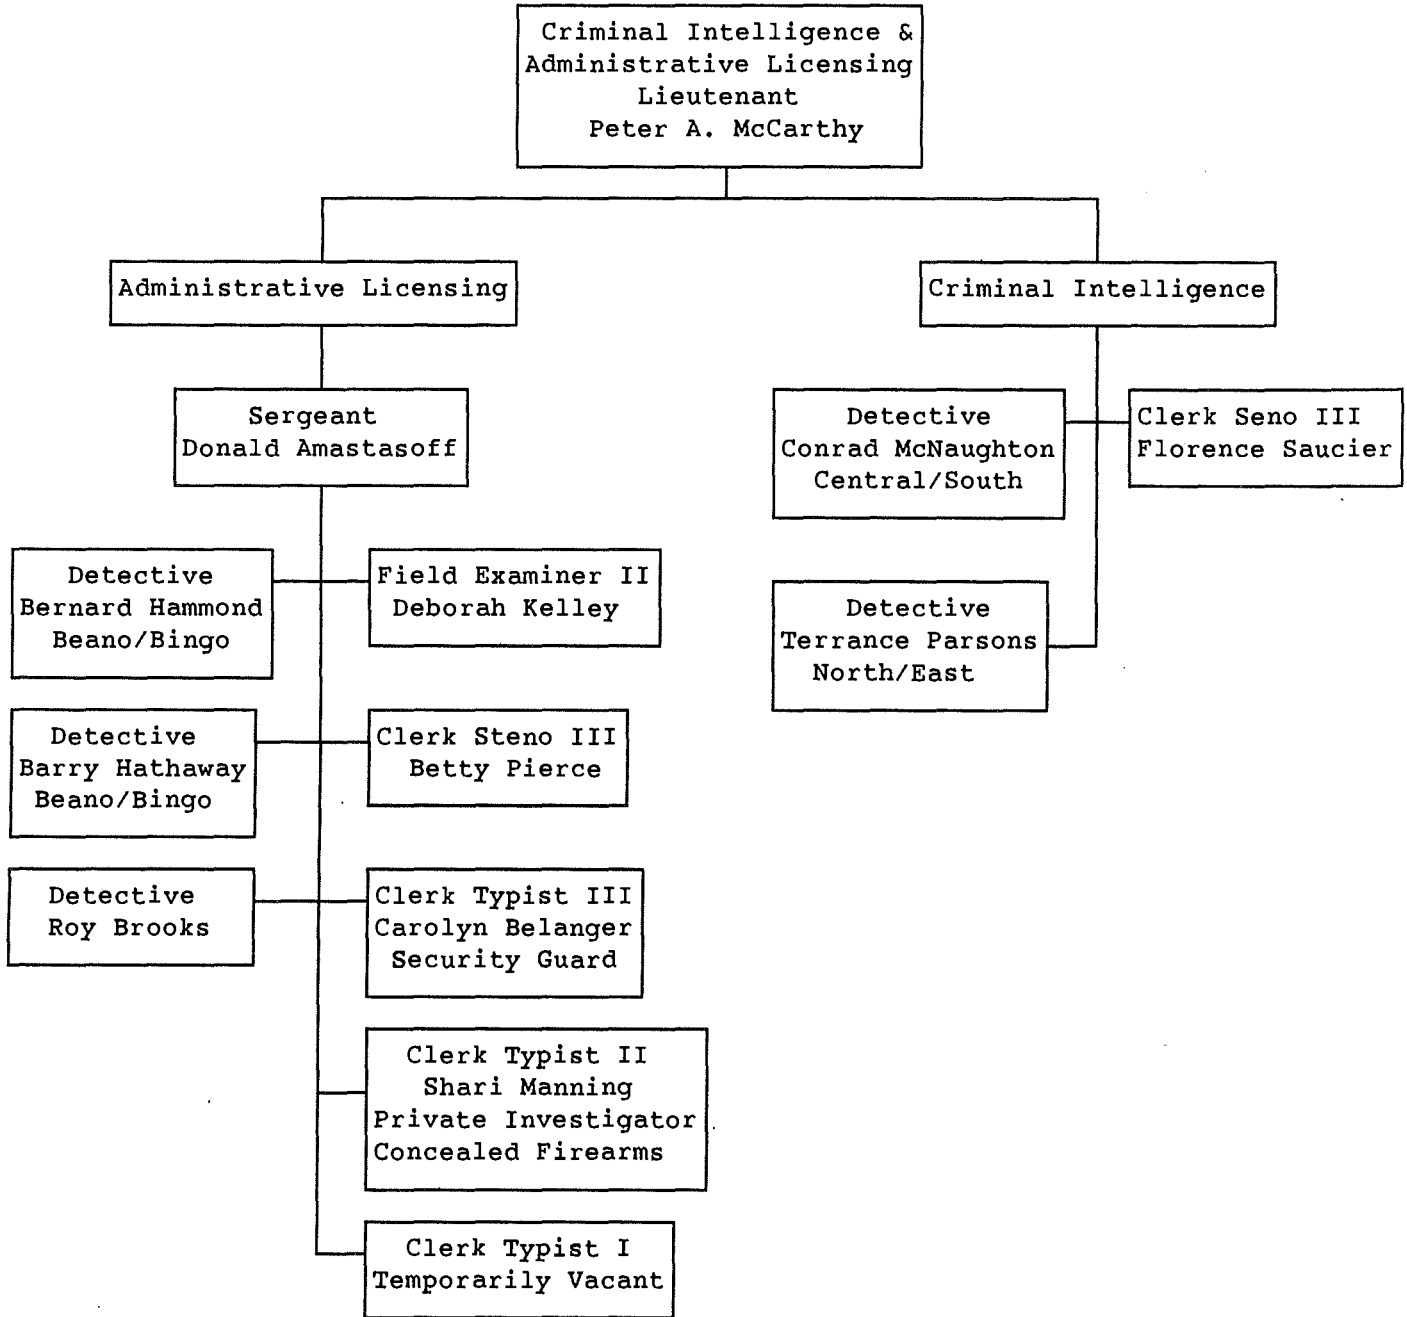 Criminal Intelligence &
Administrative Licensing
Lieutenant
Peter A. McCarthy
Administrative Licensing
Criminal Intelligence
Sergeant
Donald Amastasoff
Detective
Conrad McNaughton
Central/South
Clerk Seno III
Florence Saucier
Detective
Bernard Hammond
Beano/Bingo
Field Examiner II
Deborah Kelley
Detective
Terrance Parsons
North/East
Detective
Barry Hathaway
Beano/Bingo
Clerk Steno III
Betty Pierce
Detective
Roy Brooks
Clerk Typist III
Carolyn Belanger
Security Guard
Clerk Typist II
Shari Manning
Private Investigator
Concealed Firearms
Clerk Typist I
Temporarily Vacant